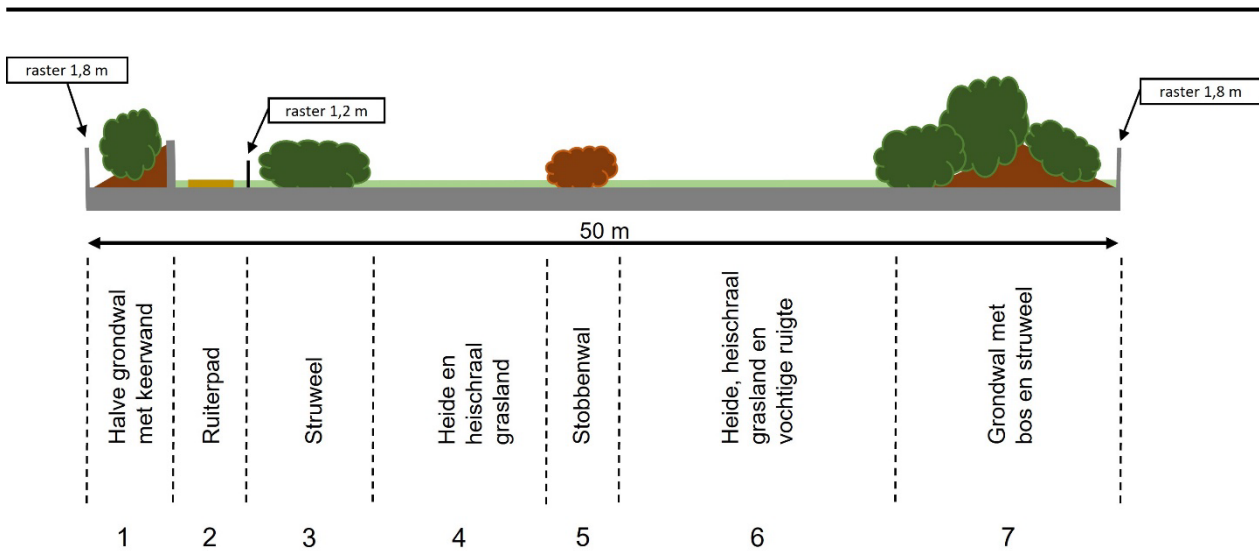 raster 1,8 m
raster 1,2 m
raster 1,8 m
50 m
Halve grondwal
met keerwand
Ruiterpad
Struweel
Heide en
heischraal
grasland
Stobbenwal
Heide, heischraal
grasland en
vochtige ruigte
Grondwal met
bos en struweel
1
2
3
4
5
6
7